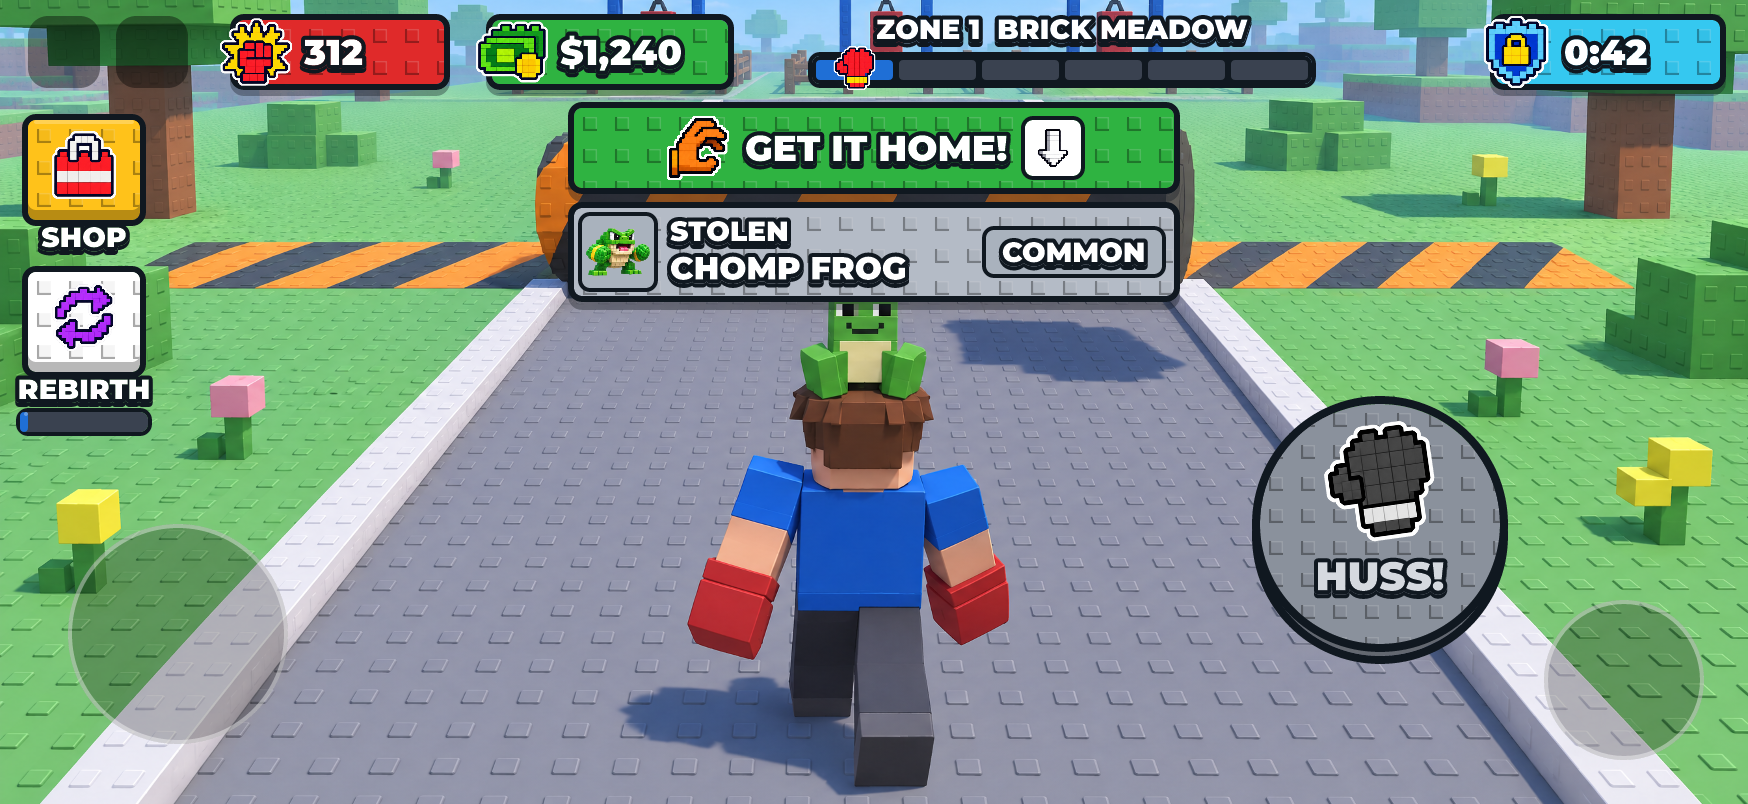 312
$1,240
ZONE 1 BRICK MEADOW
0:42
SHOP
GET IT HOME!
STOLEN
CHOMP FROG
COMMON
REBIRTH
HUSS!